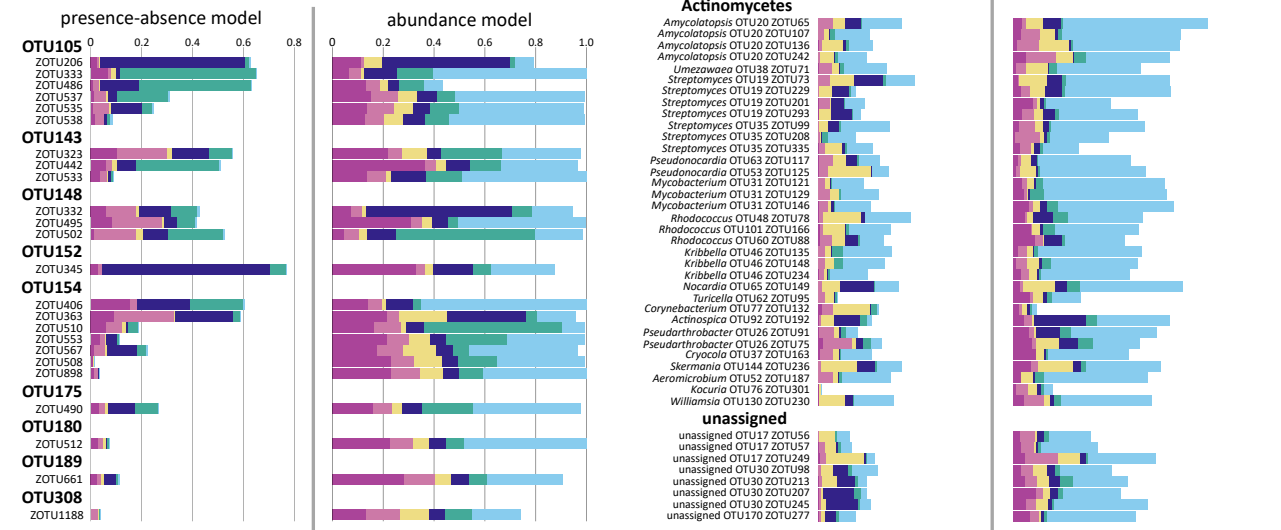 presence-absence model
abundance model
0 0.2 0.4 0.6 0.8
0 0.2 0.4 0.6 0.8 1.0
OTU105
ZOTU206
ZOTU333
ZOTU486
ZOTU537
ZOTU535
ZOTU538
OTU143
ZOTU323
ZOTU442
ZOTU533
OTU148
ZOTU332
ZOTU495
ZOTU502
OTU152
ZOTU345
OTU154
ZOTU406
ZOTU363
ZOTU510
ZOTU553
ZOTU567
ZOTU508
ZOTU898
OTU175
ZOTU490
OTU180
ZOTU512
OTU189
ZOTU661
OTU308
ZOTU1188
Actinomycetes
Amycolatopsis OTU20 ZOTU65
Amycolatopsis OTU20 ZOTU107
Amycolatopsis OTU20 ZOTU136
Amycolatopsis OTU20 ZOTU242
Umezawaea OTU38 ZOTU71
Streptomyces OTU19 ZOTU73
Streptomyces OTU19 ZOTU229
Streptomyces OTU19 ZOTU201
Streptomyces OTU19 ZOTU293
Streptomyces OTU35 ZOTU99
Streptomyces OTU35 ZOTU208
Streptomyces OTU35 ZOTU335
Pseudonocardia OTU63 ZOTU117
Pseudonocardia OTU53 ZOTU125
Mycobacterium OTU31 ZOTU121
Mycobacterium OTU31 ZOTU129
Mycobacterium OTU31 ZOTU146
Rhodococcus OTU48 ZOTU78
Rhodococcus OTU101 ZOTU166
Rhodococcus OTU60 ZOTU88
Kribbella OTU46 ZOTU135
Kribbella OTU46 ZOTU148
Kribbella OTU46 ZOTU234
Nocardia OTU65 ZOTU149
Turicella OTU62 ZOTU95
Corynebacterium OTU77 ZOTU132
Actinospica OTU92 ZOTU192
Pseudarthrobacter OTU26 ZOTU91
Pseudarthrobacter OTU26 ZOTU75
Cryocola OTU37 ZOTU163
Skermania OTU144 ZOTU236
Aeromicrobium OTU52 ZOTU187
Kocuria OTU76 ZOTU301
Williamsia OTU130 ZOTU230
unassigned
unassigned OTU17 ZOTU56
unassigned OTU17 ZOTU57
unassigned OTU17 ZOTU249
unassigned OTU30 ZOTU98
unassigned OTU30 ZOTU213
unassigned OTU30 ZOTU207
unassigned OTU30 ZOTU245
unassigned OTU170 ZOTU277